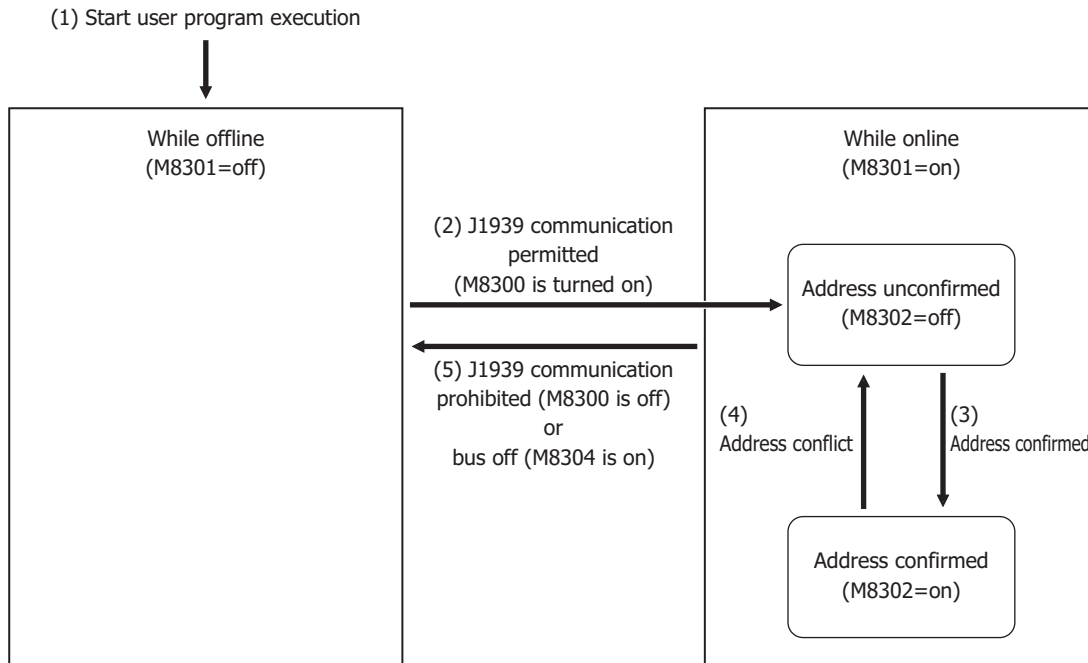 (1) Start user program execution
While offline
(M8301=off)
While online
(M8301=on)
(2) J1939 communication
permitted
(M8300 is turned on)
Address unconfirmed
(M8302=off)
(5) J1939 communication
prohibited (M8300 is off)
or
bus off (M8304 is on)
(4)
Address conflict
(3)
Address confirmed
Address confirmed
(M8302=on)